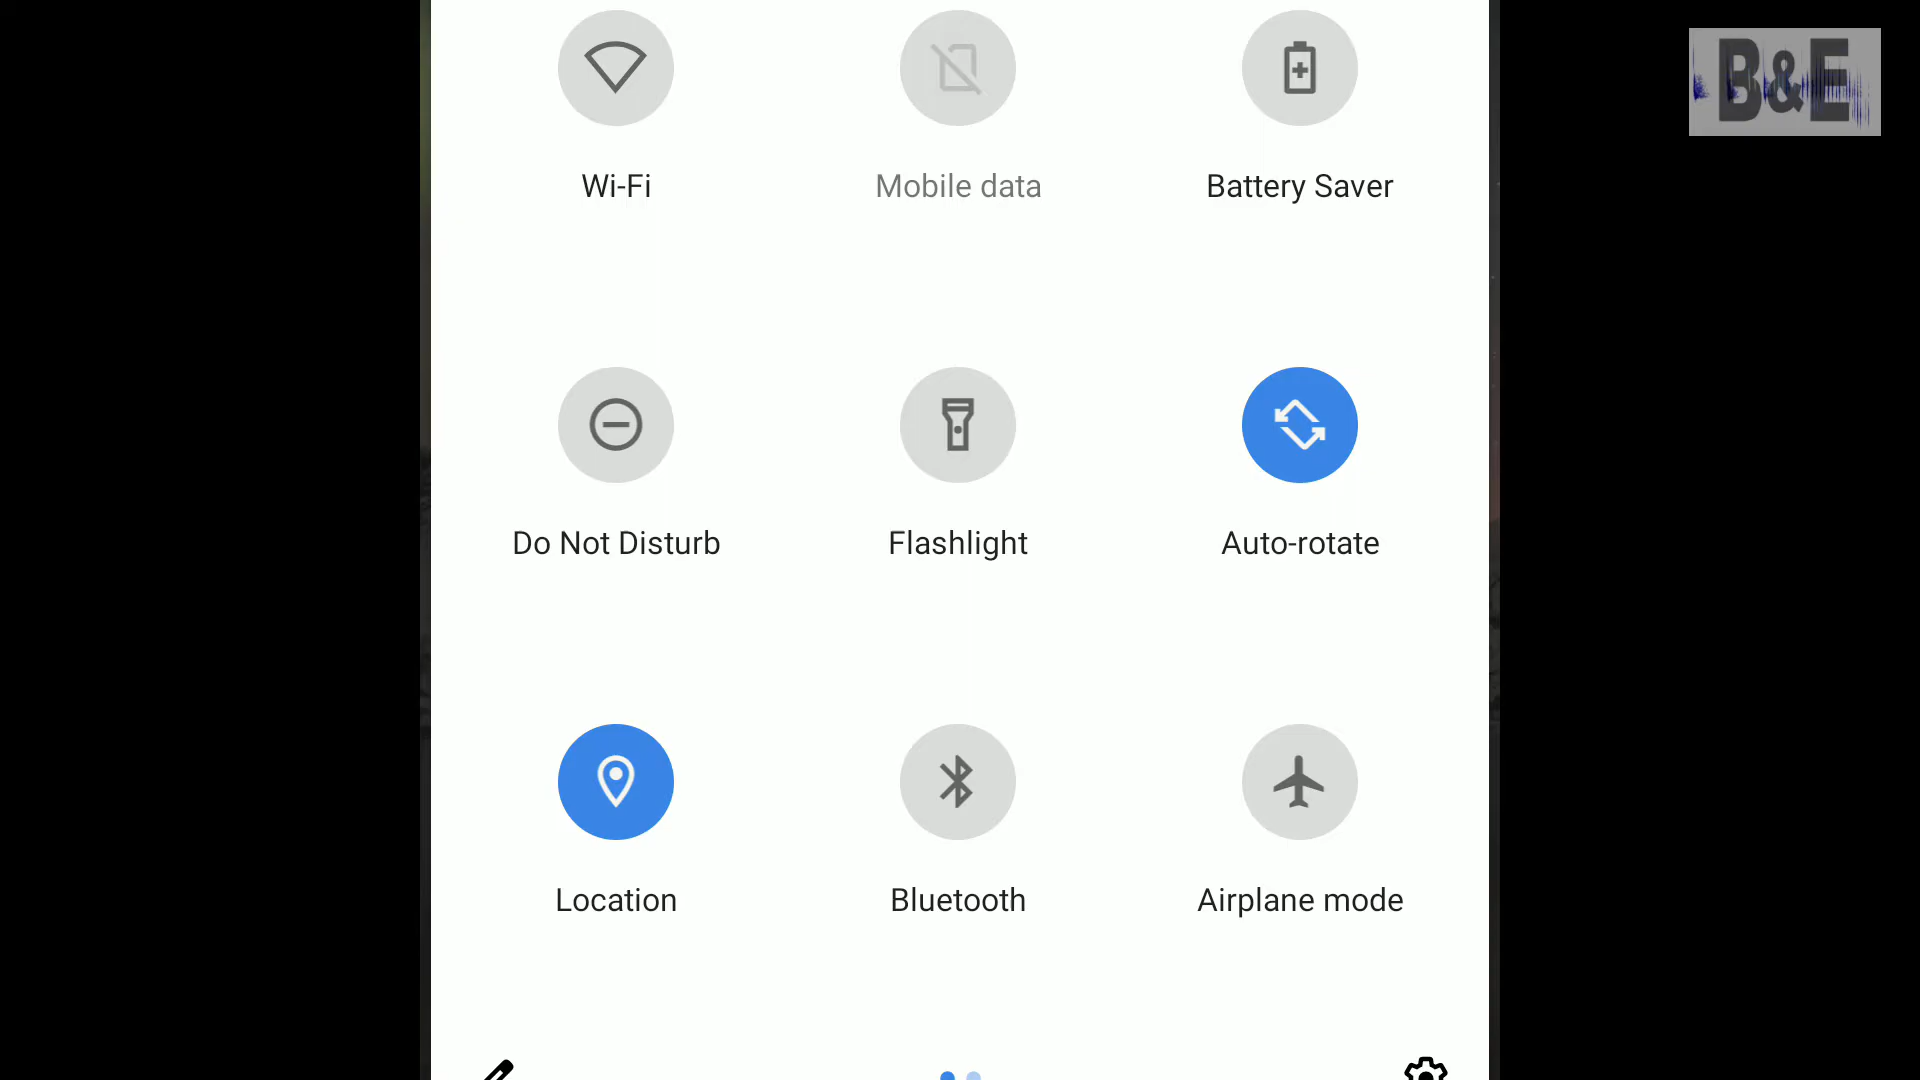 B&E
Wi-Fi
Mobile data
Battery Saver
Do Not Disturb
Flashlight
Auto-rotate
Location
Bluetooth
Airplane mode